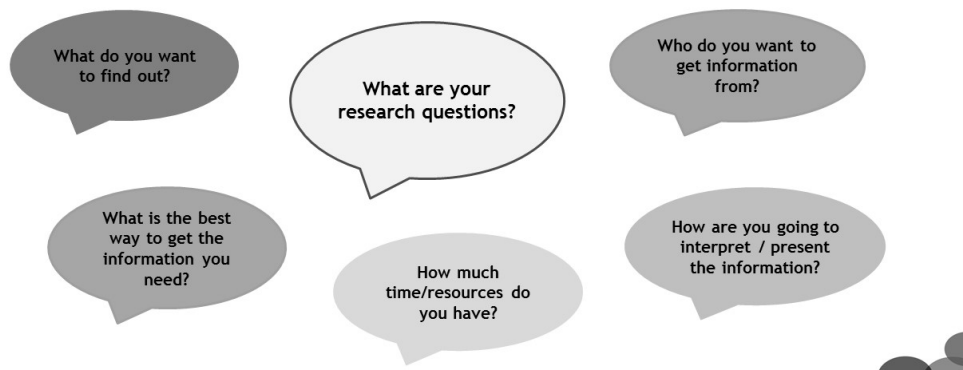 What do you want
to find out?
What are your
research questions?
Who do you want to
get information
from?
What is the best
way to get the
information you
need?
How much
time/resources do
you have?
How are you going to
interpret / present
the information?